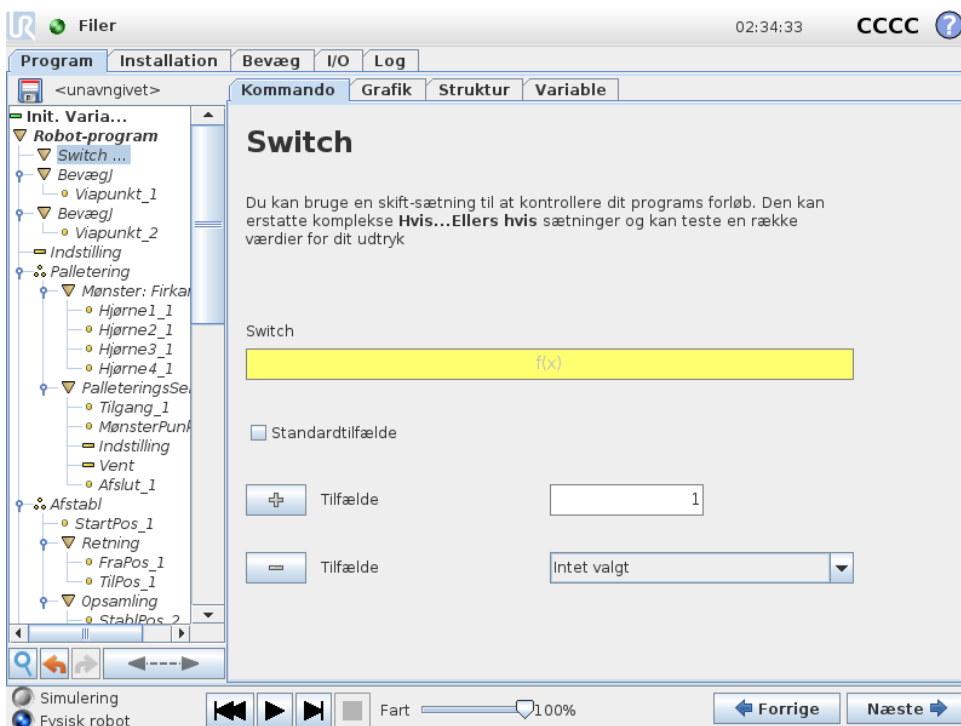 UR Filer 02:34:33 CCCC ?
Program Installation Bevæg I/O Log
<unavngivet> Kommando Grafik Struktur Variable
Init. Varia...
Robot-program
Switch ...
BevægJ
Viapunkt_1
BevægJ
Viapunkt_2
Indstilling
Palletering
Mønster: Firkan
Hjørne1_1
Hjørne2_1
Hjørne3_1
Hjørne4_1
PalleteringsSe
Tilgang_1
MønsterPunk
Indstilling
Vent
Afslut_1
Afstabl
StartPos_1
Retning
FraPos_1
TilPos_1
Opsamling
StablPos_2
Switch
Du kan bruge en skift-sætning til at kontrollere dit programs forløb. Den kan
erstatte komplekse Hvis...Ellers hvis sætninger og kan teste en række
værdier for dit udtryk
Switch
f(x)
Standardtilfælde
Tilfælde 1
Tilfælde Intet valgt
Simulering
Fysisk robot
Fart 100%
Forrige Næste